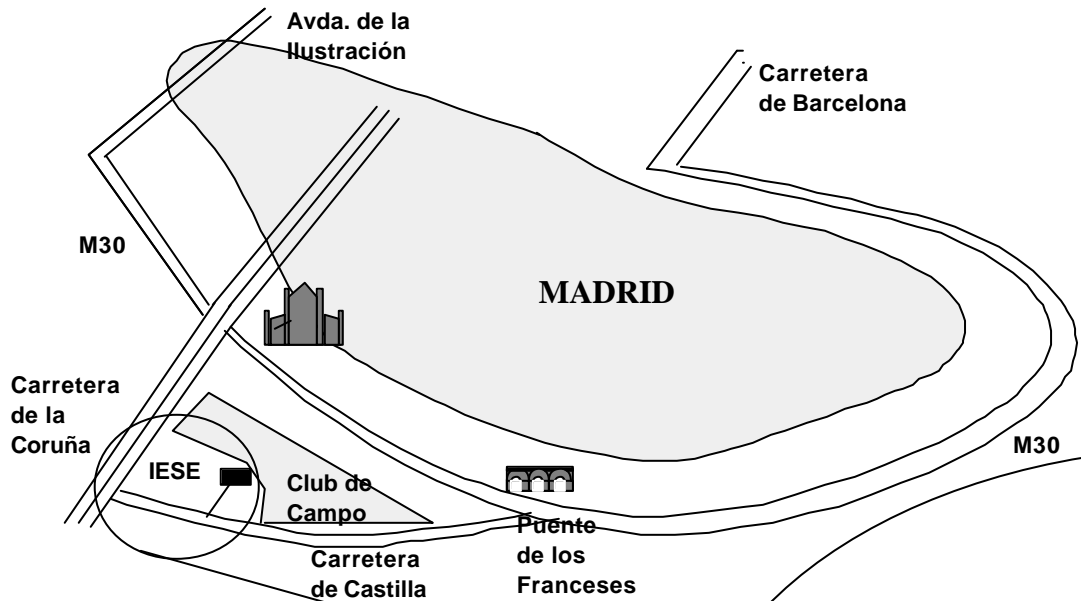 Avda. de la
Ilustración
Carretera
de Barcelona
M30
MADRID
Carretera
de la
Coruña
M30
IESE
Club de
Campo
Puente
de los
Franceses
Carretera
de Castilla